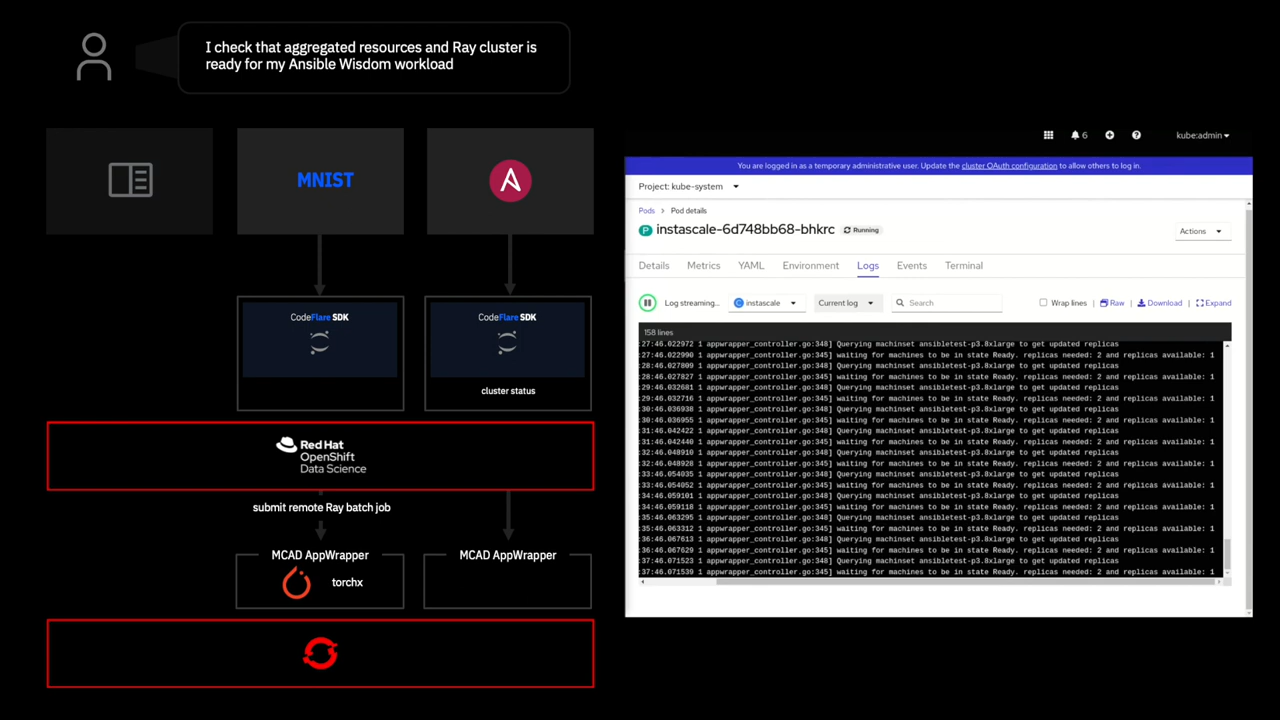 I check that aggregated resources and Ray cluster is
ready for my Ansible Wisdom workload
MNIST
CodeFlare SDK
CodeFlare SDK
cluster status
Red Hat
OpenShift
Data Science
submit remote Ray batch job
MCAD AppWrapper
torchx
MCAD AppWrapper
6
kube:admin
You are logged in as a temporary administrative user. Update the cluster OAuth configuration to allow others to log in.
Project: kube-system
Pods > Pod details
P instascale-6d748bb68-bhkrc Running
Actions
Details Metrics YAML Environment Logs Events Terminal
Log streaming... C instascale Current log Search Wrap lines | Raw | Download | Expand
158 lines
:27:46.022972 1 appwrapper_controller.go:348] Querying machinset ansibletest-p3.8xlarge to get updated replicas
:27:46.022990 1 appwrapper_controller.go:345] waiting for machines to be in state Ready. replicas needed: 2 and replicas available: 1
:28:46.027809 1 appwrapper_controller.go:348] Querying machinset ansibletest-p3.8xlarge to get updated replicas
:28:46.027827 1 appwrapper_controller.go:345] waiting for machines to be in state Ready. replicas needed: 2 and replicas available: 1
:29:46.032681 1 appwrapper_controller.go:348] Querying machinset ansibletest-p3.8xlarge to get updated replicas
:29:46.032716 1 appwrapper_controller.go:345] waiting for machines to be in state Ready. replicas needed: 2 and replicas available: 1
:30:46.036938 1 appwrapper_controller.go:348] Querying machinset ansibletest-p3.8xlarge to get updated replicas
:30:46.036955 1 appwrapper_controller.go:345] waiting for machines to be in state Ready. replicas needed: 2 and replicas available: 1
:31:46.042422 1 appwrapper_controller.go:348] Querying machinset ansibletest-p3.8xlarge to get updated replicas
:31:46.042440 1 appwrapper_controller.go:345] waiting for machines to be in state Ready. replicas needed: 2 and replicas available: 1
:32:46.048910 1 appwrapper_controller.go:348] Querying machinset ansibletest-p3.8xlarge to get updated replicas
:32:46.048928 1 appwrapper_controller.go:345] waiting for machines to be in state Ready. replicas needed: 2 and replicas available: 1
:33:46.054035 1 appwrapper_controller.go:348] Querying machinset ansibletest-p3.8xlarge to get updated replicas
:33:46.054052 1 appwrapper_controller.go:345] waiting for machines to be in state Ready. replicas needed: 2 and replicas available: 1
:34:46.059101 1 appwrapper_controller.go:348] Querying machinset ansibletest-p3.8xlarge to get updated replicas
:34:46.059118 1 appwrapper_controller.go:345] waiting for machines to be in state Ready. replicas needed: 2 and replicas available: 1
:35:46.063295 1 appwrapper_controller.go:348] Querying machinset ansibletest-p3.8xlarge to get updated replicas
:35:46.063312 1 appwrapper_controller.go:345] waiting for machines to be in state Ready. replicas needed: 2 and replicas available: 1
:36:46.067613 1 appwrapper_controller.go:348] Querying machinset ansibletest-p3.8xlarge to get updated replicas
:36:46.067629 1 appwrapper_controller.go:345] waiting for machines to be in state Ready. replicas needed: 2 and replicas available: 1
:37:46.071523 1 appwrapper_controller.go:348] Querying machinset ansibletest-p3.8xlarge to get updated replicas
:37:46.071539 1 appwrapper_controller.go:345] waiting for machines to be in state Ready. replicas needed: 2 and replicas available: 1